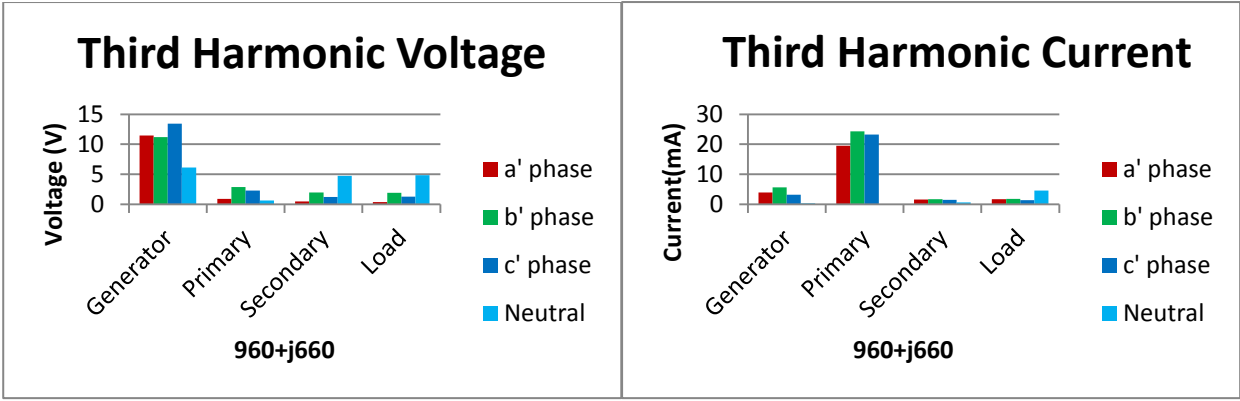 Third Harmonic Voltage
Voltage (V)
15
10
5
0
Generator
Primary
Secondary
Load
960+j660
a' phase
b' phase
c' phase
Neutral
Third Harmonic Current
Current(mA)
30
20
10
0
Generator
Primary
Secondary
Load
960+j660
a' phase
b' phase
c' phase
Neutral